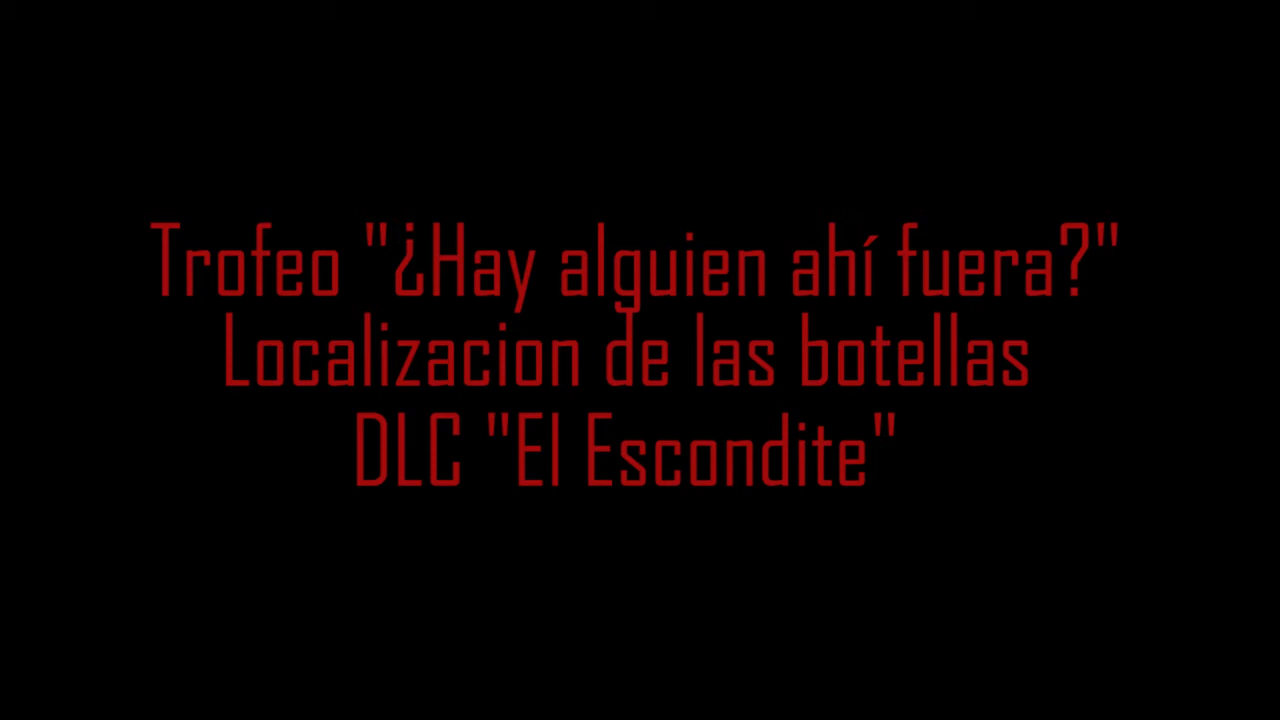 Trofeo "¿Hay alguien ahí fuera?"
Localizacion de las botellas
DLC "El Escondite"